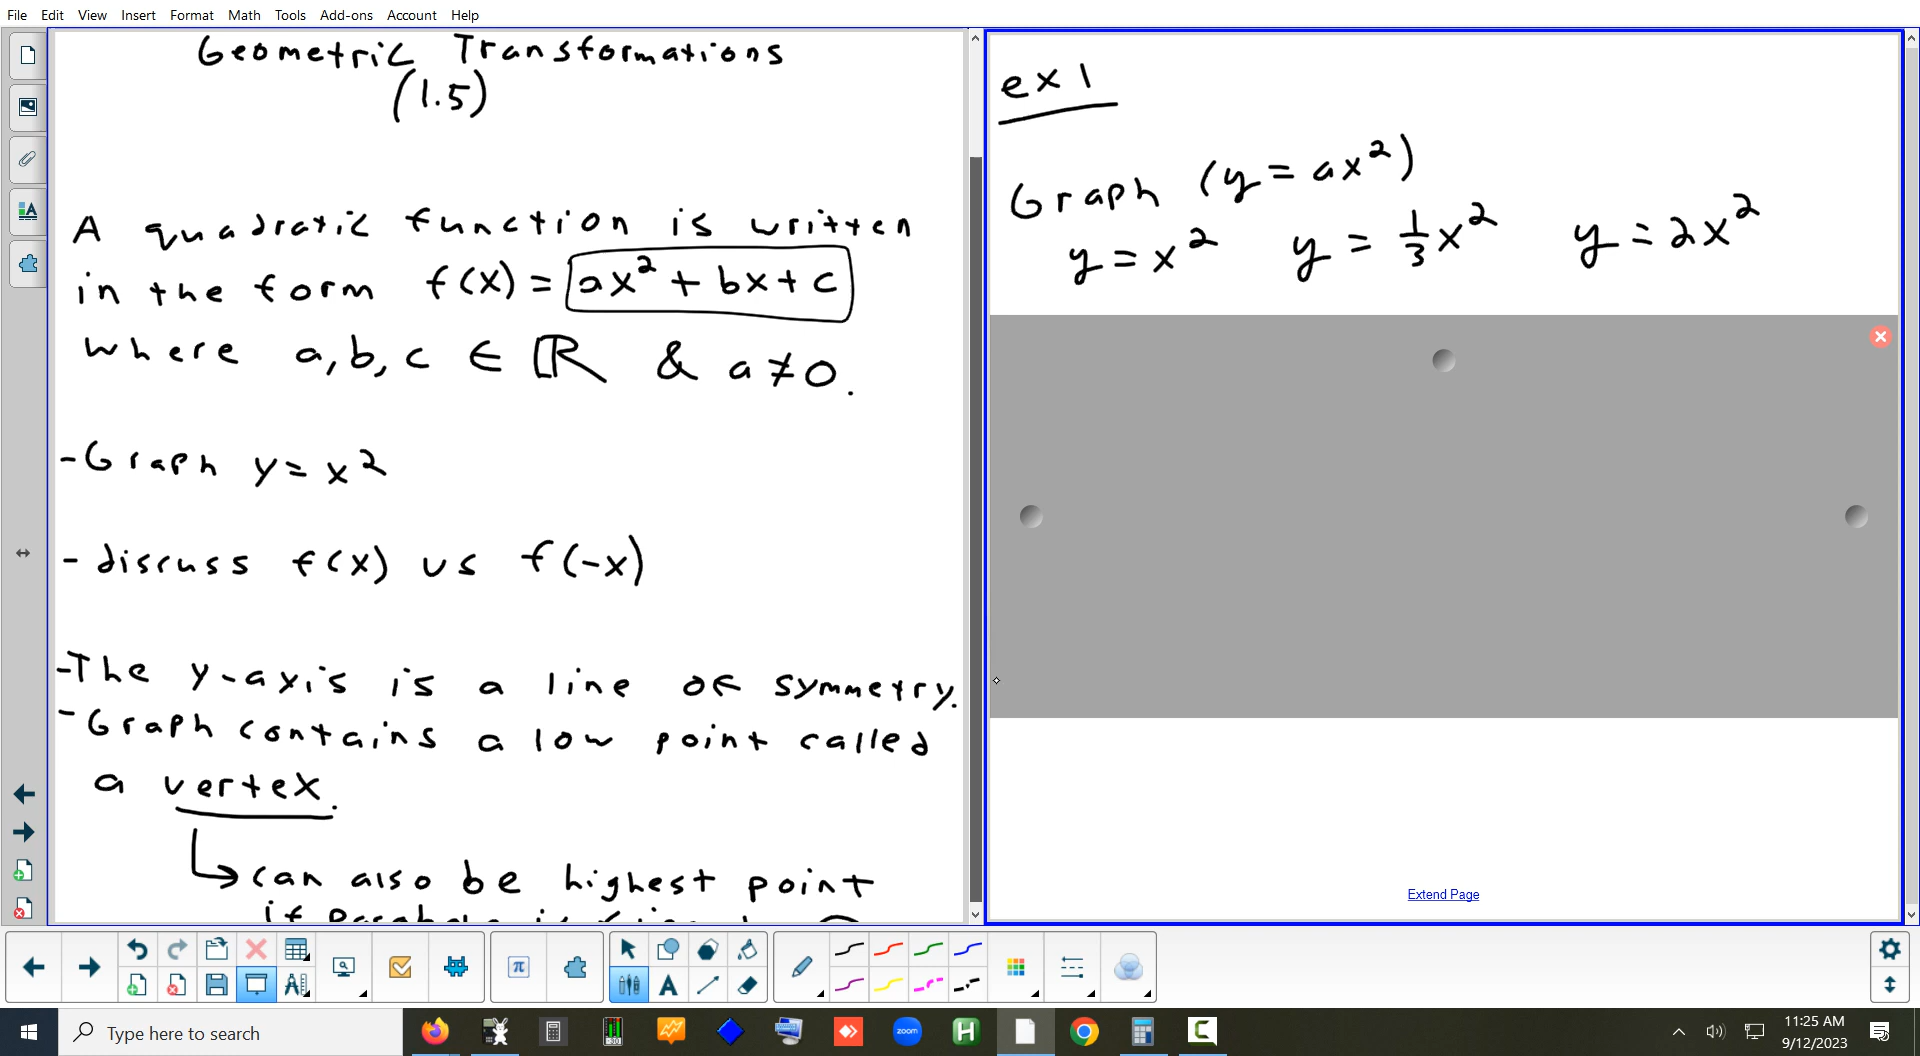 File Edit View Insert Format Math Tools Add-ons Account Help
Geometric Transformations
(1.5)
A quadratic function is written
in the form f(x) = ax² + bx + c
where a, b, c ∈ ℝ & a ≠ 0.
- Graph y = x²
- discuss f(x) vs f(-x)
- The y-axis is a line of symmetry.
- Graph contains a low point called
a vertex.
↳ can also be highest point
if
ex 1
Graph (y = ax²)
y = x² y = 1/3 x² y = 2x²
Extend Page
π
A
Type here to search
zoom
H
C
11:25 AM
9/12/2023